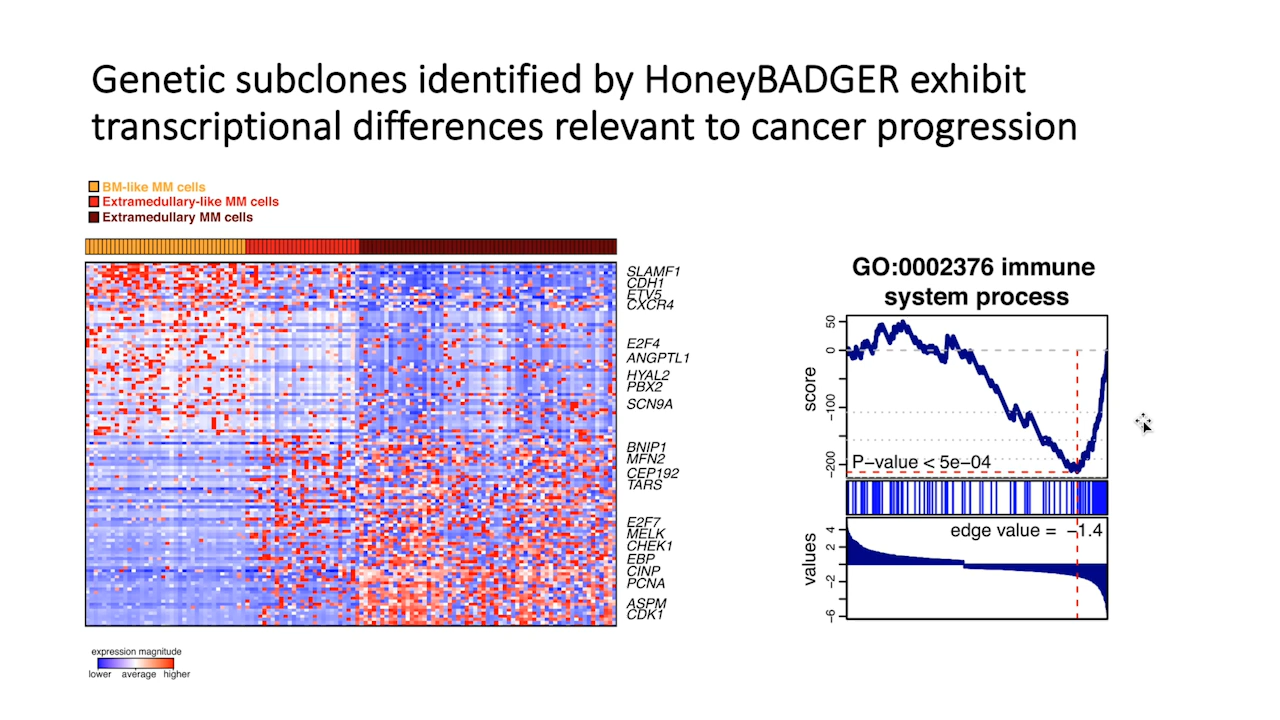 Genetic subclones identified by HoneyBADGER exhibit
transcriptional differences relevant to cancer progression
BM-like MM cells
Extramedullary-like MM cells
Extramedullary MM cells
SLAMF1
CDH1
ETV5
CXCR4
E2F4
ANGPTL1
HYAL2
PBX2
SCN9A
BNIP1
MFN2
CEP192
TARS
E2F7
MELK
CHEK1
EBP
CINP
PCNA
ASPM
CDK1
expression magnitude
lower average higher
GO:0002376 immune
system process
score
50
0
−100
−200
P−value < 5e−04
edge value = −1.4
values
4
2
−2
−6